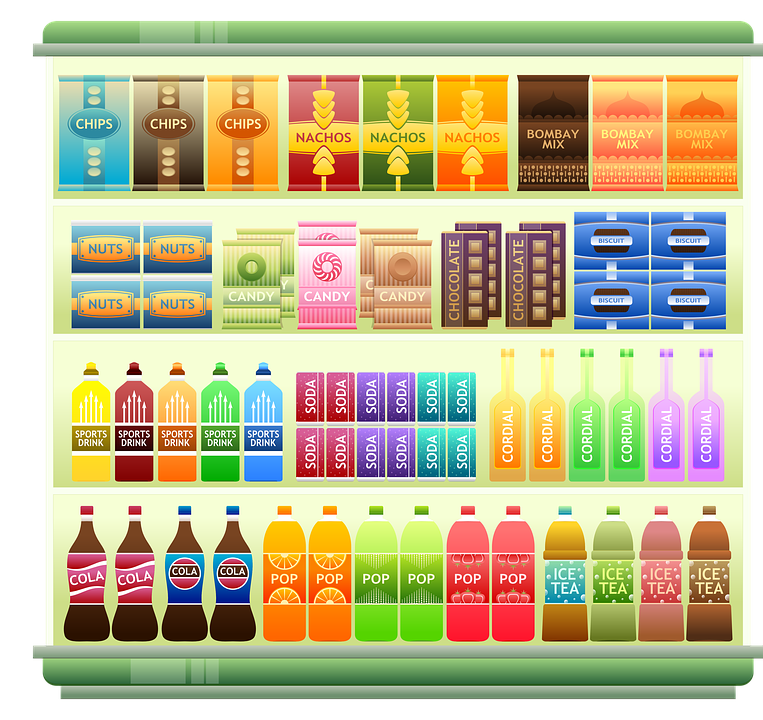 CHIPS
CHIPS
CHIPS
NACHOS
NACHOS
NACHOS
BOMBAY
MIX
BOMBAY
MIX
BOMBAY
MIX
NUTS
NUTS
NUTS
NUTS
CANDY
CANDY
C
CANDY
CHOCOLATE
CHOCOLATE
BISCUIT
BISCUIT
BISCUIT
BISCUIT
SPORTS
DRINK
SPORTS
DRINK
SPORTS
DRINK
SPORTS
DRINK
SPORTS
DRINK
SODA
SODA
SODA
SODA
SODA
SODA
SODA
SODA
SODA
SODA
SODA
SODA
CORDIAL
CORDIAL
CORDIAL
CORDIAL
CORDIAL
CORDIAL
COLA
COLA
COLA
COLA
POP
POP
POP
POP
POP
POP
ICE
TEA
ICE
TEA
ICE
TEA
ICE
TEA